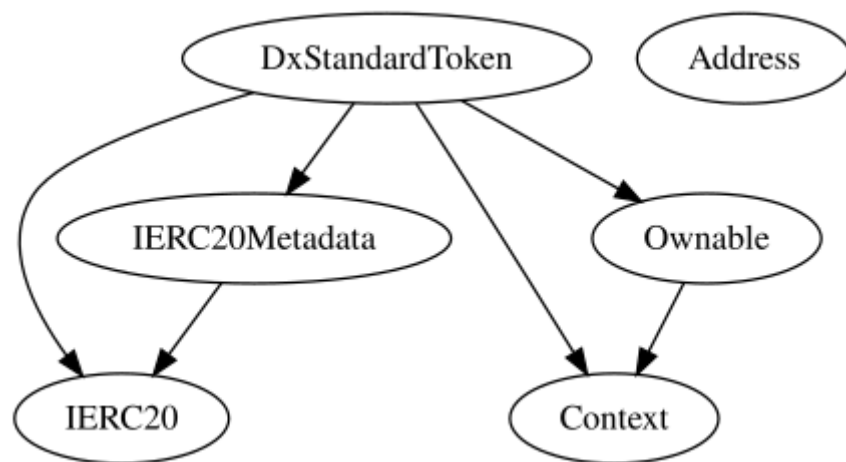 DxStandardToken
Address
IERC20Metadata
Ownable
IERC20
Context